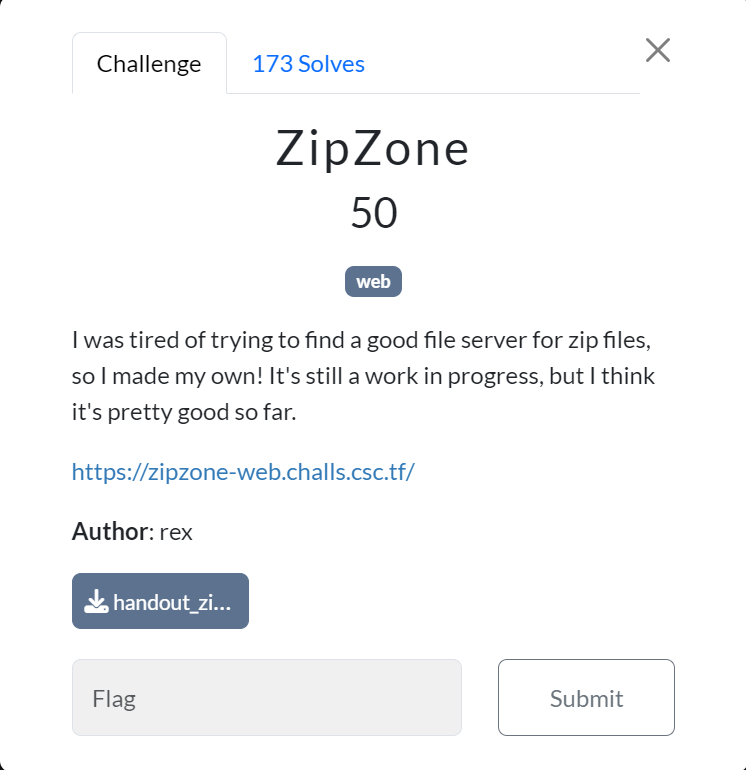 Challenge
173 Solves
ZipZone
50
web
I was tired of trying to find a good file server for zip files,
so I made my own! It's still a work in progress, but I think
it's pretty good so far.
https://zipzone-web.challs.csc.tf/
Author: rex
handout_zi...
Flag
Submit